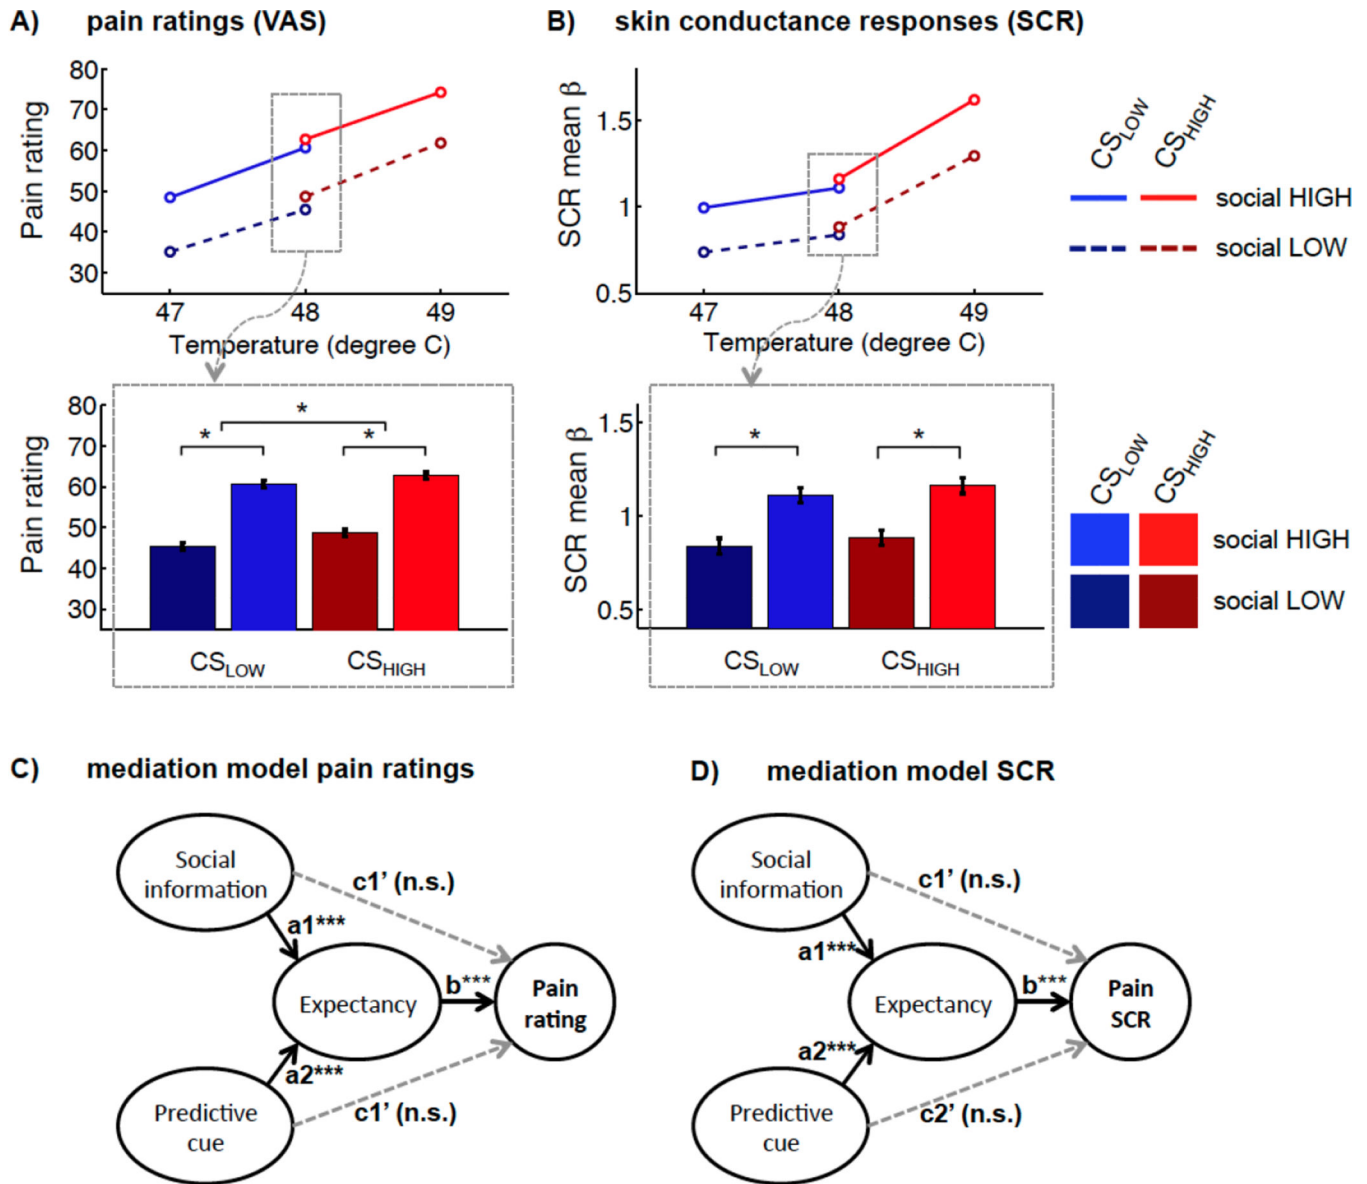 A) pain ratings (VAS)
B) skin conductance responses (SCR)
80
70
60
50
40
30
Pain rating
47 48 49
Temperature (degree C)
1.5
1
0.5
SCR mean β
47 48 49
Temperature (degree C)
CSLOW CSHIGH
social HIGH
social LOW
80
70
60
50
40
30
Pain rating
*
* *
CSLOW CSHIGH
1.5
1
0.5
SCR mean β
* *
CSLOW CSHIGH
CSLOW CSHIGH
social HIGH
social LOW
C) mediation model pain ratings
Social
information
c1’ (n.s.)
a1***
Expectancy
b***
Pain
rating
a2***
Predictive
cue
c1’ (n.s.)
D) mediation model SCR
Social
information
c1’ (n.s.)
a1***
Expectancy
b***
Pain
SCR
a2***
Predictive
cue
c2’ (n.s.)